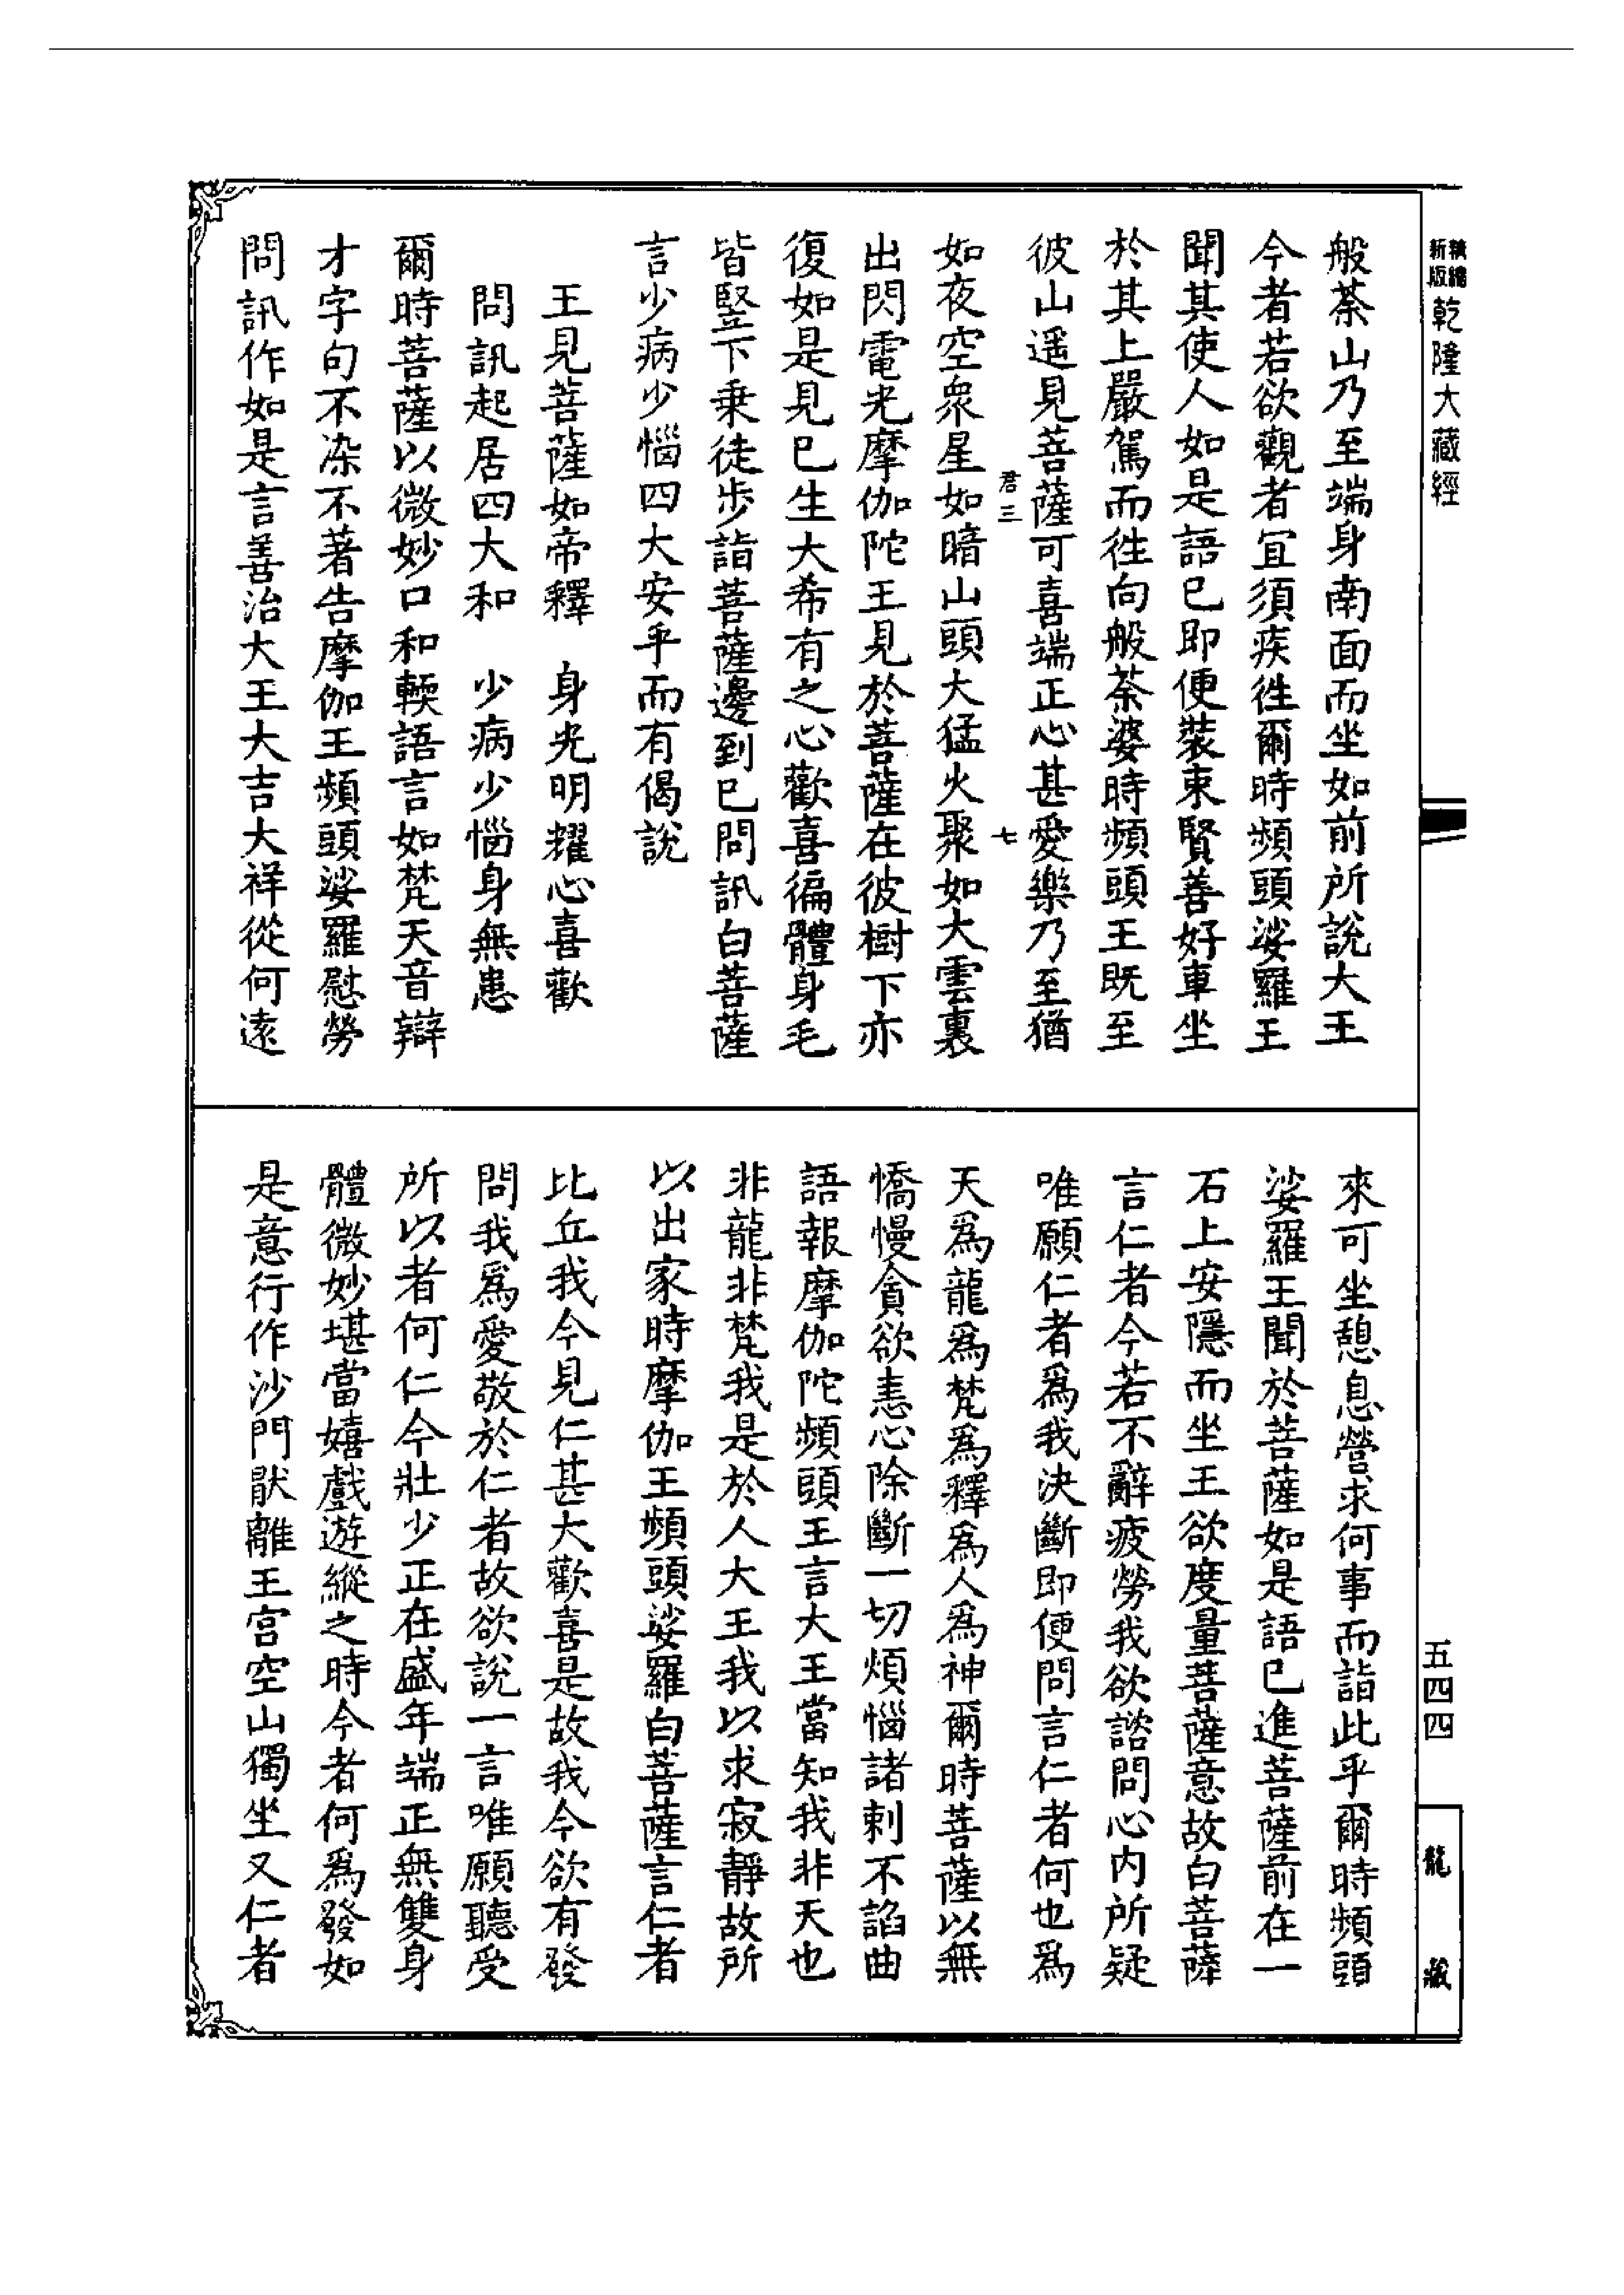 精縮新版乾隆大藏經
般荼山乃至端身南面而坐如前所說大王
今者若欲觀者宜須疾徃爾時頻頭娑羅王
聞其使人如是語已即便裝束賢善好車坐
於其上嚴駕而徃向般荼婆時頻頭王既至
彼山遥見菩薩可喜端正心甚愛樂乃至猶
君三　七
如夜空衆星如暗山頭大猛火聚如大雲裏
出閃電光摩伽陀王見於菩薩在彼樹下亦
復如是見已生大希有之心歡喜徧體身毛
皆竪下乗徒步詣菩薩邊到已問訊白菩薩
言少病少惱四大安乎而有偈說
王見菩薩如帝釋　身光明耀心喜歡
問訊起居四大和　少病少惱身無患
爾時菩薩以微妙口和輭語言如梵天音辯
才字句不染不著告摩伽王頻頭娑羅慰勞
問訊作如是言善治大王大吉大祥從何遠
來可坐憩息營求何事而詣此乎爾時頻頭
娑羅王聞於菩薩如是語已進菩薩前在一
石上安隱而坐王欲度量菩薩意故白菩薩
言仁者今若不辭疲勞我欲諮問心內所疑
唯願仁者爲我決斷即便問言仁者何也爲
天爲龍爲梵爲釋爲人爲神爾時菩薩以無
憍慢貪欲恚心除斷一切煩惱諸刺不諂曲
語報摩伽陀頻頭王言大王當知我非天也
非龍非梵我是於人大王我以求寂靜故所
以出家時摩伽王頻頭娑羅白菩薩言仁者
比丘我今見仁甚大歡喜是故我今欲有發
問我爲愛敬於仁者故欲說一言唯願聽受
所以者何仁今壯少正在盛年端正無雙身
體微妙堪當嬉戲遊縱之時今者何爲發如
是意行作沙門猒離王宮空山獨坐又仁者
五四四
龍藏